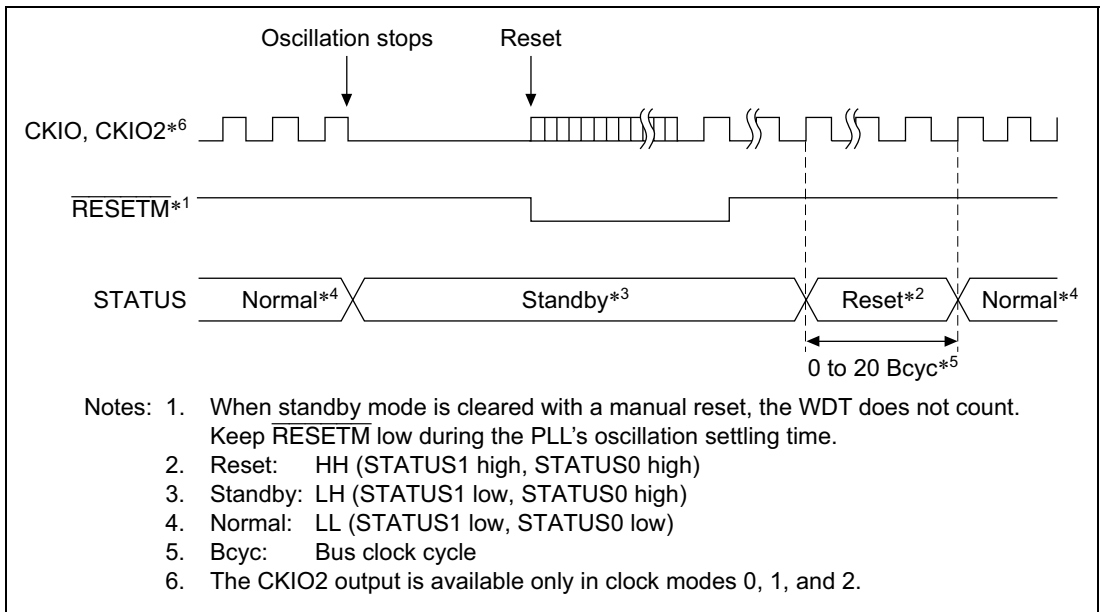 Oscillation stops Reset
CKIO, CKIO2*6
RESETM*1
STATUS Normal*4 Standby*3 Reset*2 Normal*4
0 to 20 Bcyc*5
Notes: 1. When standby mode is cleared with a manual reset, the WDT does not count.
Keep RESETM low during the PLL's oscillation settling time.
2. Reset: HH (STATUS1 high, STATUS0 high)
3. Standby: LH (STATUS1 low, STATUS0 high)
4. Normal: LL (STATUS1 low, STATUS0 low)
5. Bcyc: Bus clock cycle
6. The CKIO2 output is available only in clock modes 0, 1, and 2.